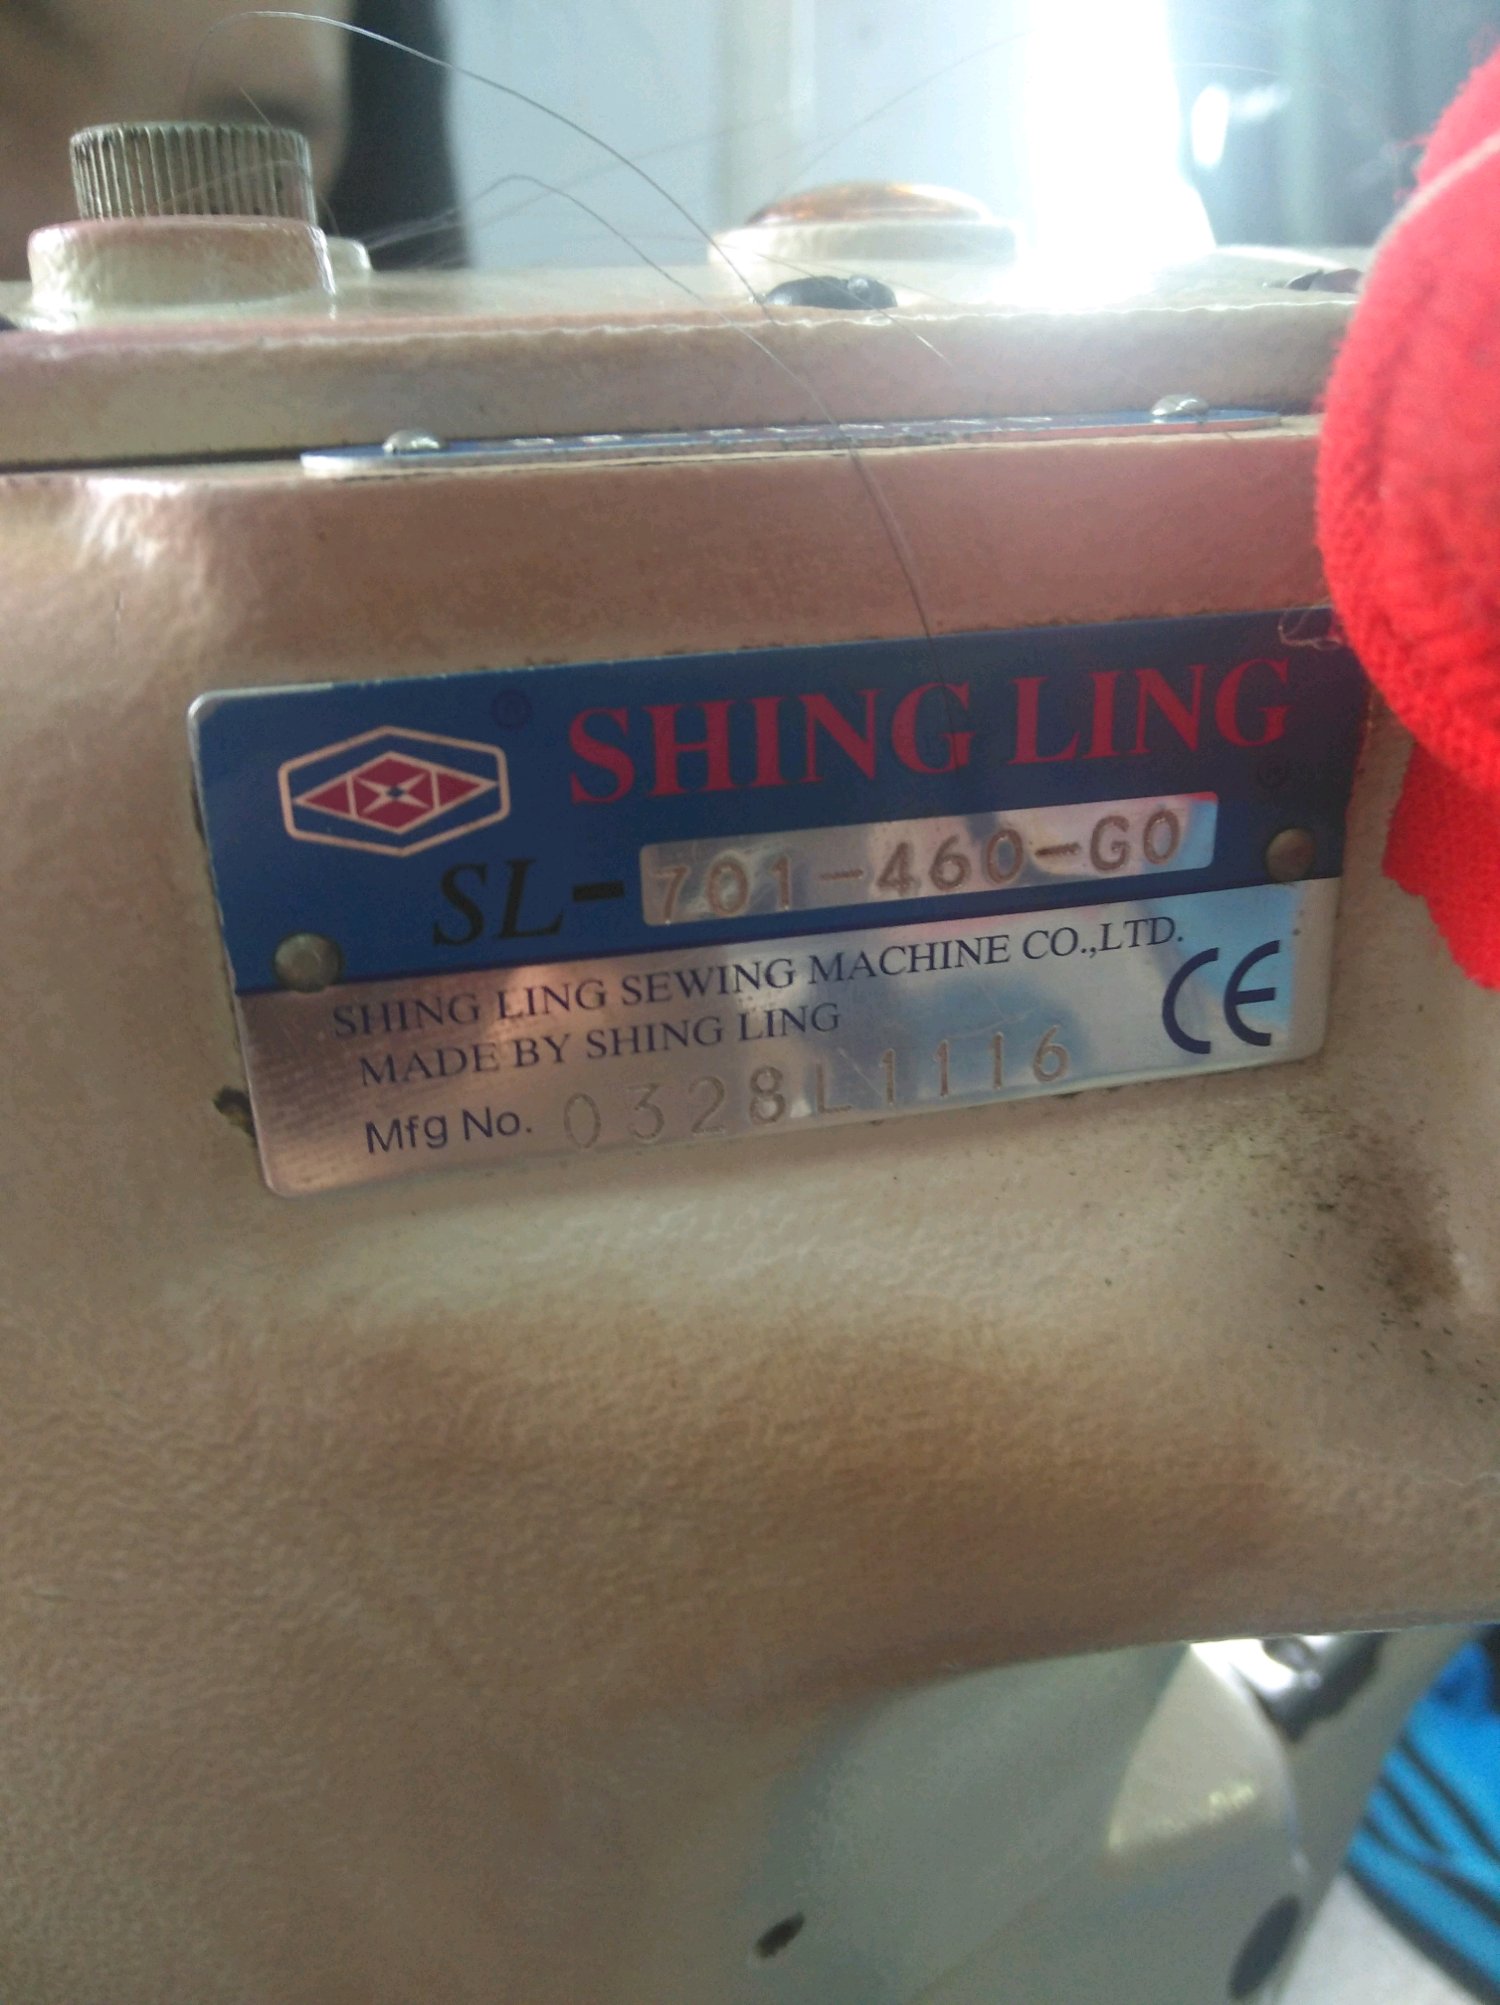 SHING LING
SL-701-460-G0
SHING LING SEWING MACHINE CO.,LTD.
MADE BY SHING LING
CE
Mfg No. 0328L1116